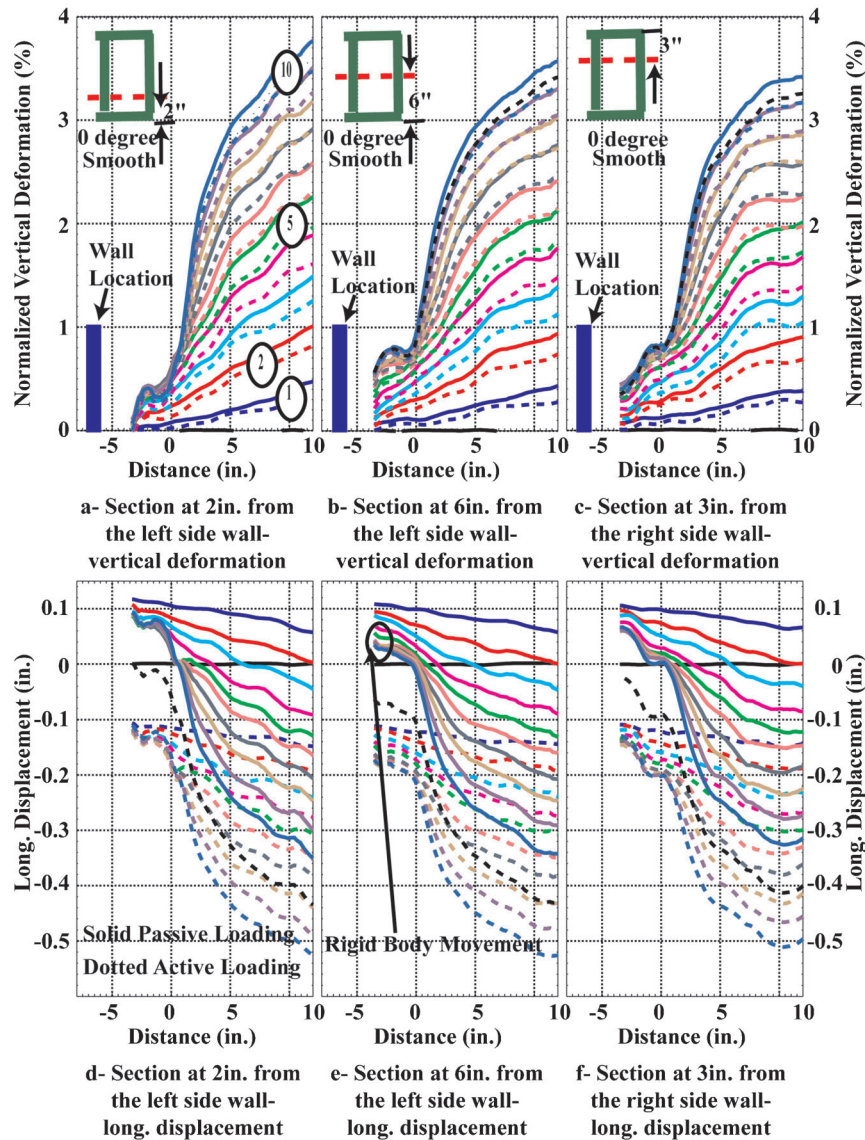 4
3
2
1
0
Normalized Vertical Deformation (%)
2"
0 degree
Smooth
Wall
Location
10
5
2
1
-5
0
5
10
Distance (in.)
a- Section at 2in. from
the left side wall-
vertical deformation
6"
0 degree
Smooth
Wall
Location
-5
0
5
10
Distance (in.)
b- Section at 6in. from
the left side wall-
vertical deformation
3"
0 degree
Smooth
Wall
Location
-5
0
5
10
Distance (in.)
c- Section at 3in. from
the right side wall-
vertical deformation
4
3
2
1
0
Normalized Vertical Deformation (%)
0.1
0
-0.1
-0.2
-0.3
-0.4
-0.5
Long. Displacement (in.)
Solid Passive Loading
Dotted Active Loading
-5
0
5
10
Distance (in.)
d- Section at 2in. from
the left side wall-
long. displacement
Rigid Body Movement
-5
0
5
10
Distance (in.)
e- Section at 6in. from
the left side wall-
long. displacement
-5
0
5
10
Distance (in.)
f- Section at 3in. from
the right side wall-
long. displacement
0.1
0
-0.1
-0.2
-0.3
-0.4
-0.5
Long. Displacement (in.)